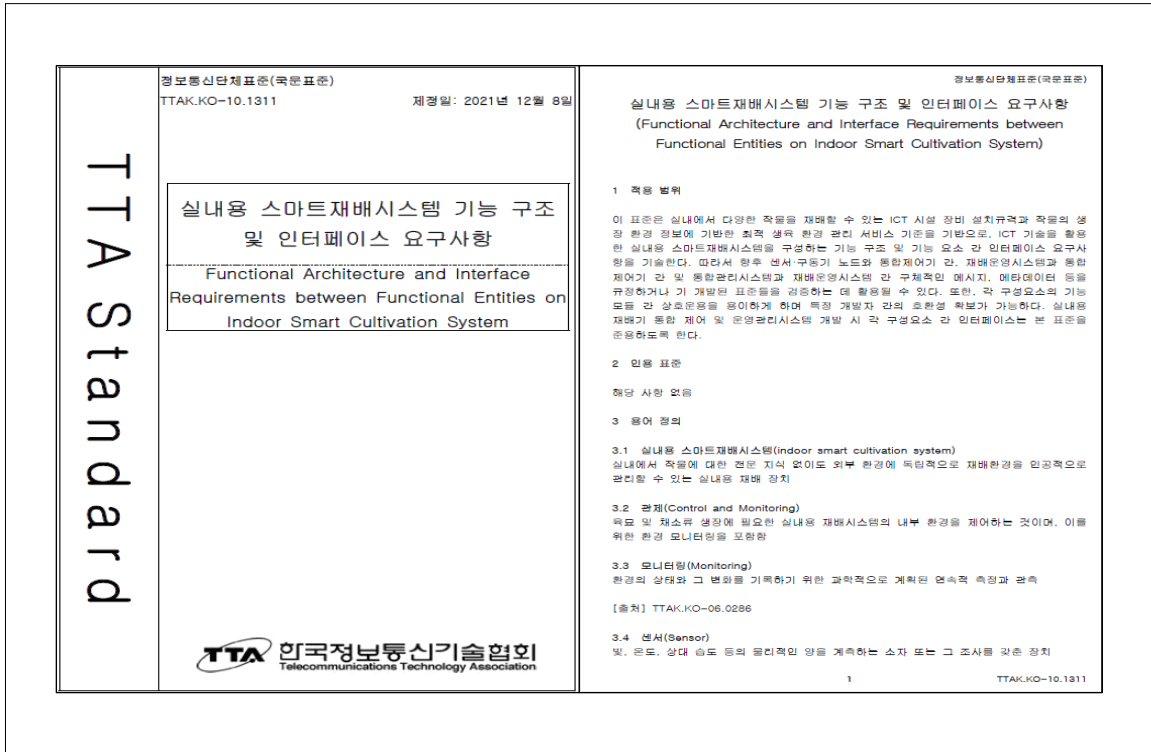 정보통신단체표준(국문표준)
TTAK.KO-10.1311 제정일: 2021년 12월 8일
TTA Standard
실내용 스마트재배시스템 기능 구조
및 인터페이스 요구사항
Functional Architecture and Interface
Requirements between Functional Entities on
Indoor Smart Cultivation System
TTA 한국정보통신기술협회
Telecommunications Technology Association
정보통신단체표준(국문표준)
실내용 스마트재배시스템 기능 구조 및 인터페이스 요구사항
(Functional Architecture and Interface Requirements between
Functional Entities on Indoor Smart Cultivation System)
1 적용 범위
이 표준은 실내에서 다양한 작물을 재배할 수 있는 ICT 시설 장비 설치규격과 작물의 생
장 환경 정보에 기반한 최적 생육 환경 관리 서비스 기준을 기반으로, ICT 기술을 활용
한 실내용 스마트재배시스템을 구성하는 기능 구조 및 기능 요소 간 인터페이스 요구사
항을 기술한다. 따라서 향후 센서·구동기 노드와 통합제어기 간, 재배운영시스템과 통합
제어기 간 및 통합관리시스템과 재배운영시스템 간 구체적인 메시지, 메타데이터 등을
규정하거나 기 개발된 표준들을 검증하는 데 활용될 수 있다. 또한, 각 구성요소의 기능
모듈 간 상호운용을 용이하게 하며 특정 개발자 간의 호환성 확보가 가능하다. 실내용
재배기 통합 제어 및 운영관리시스템 개발 시 각 구성요소 간 인터페이스는 본 표준을
준용하도록 한다.
2 인용 표준
해당 사항 없음
3 용어 정의
3.1 실내용 스마트재배시스템(indoor smart cultivation system)
실내에서 작물에 대한 전문 지식 없이도 외부 환경에 독립적으로 재배환경을 인공적으로
관리할 수 있는 실내용 재배 장치
3.2 관제(Control and Monitoring)
육묘 및 채소류 생장에 필요한 실내용 재배시스템의 내부 환경을 제어하는 것이며, 이를
위한 환경 모니터링을 포함함
3.3 모니터링(Monitoring)
환경의 상태와 그 변화를 기록하기 위한 과학적으로 계획된 연속적 측정과 관측
[출처] TTAK.KO-06.0286
3.4 센서(Sensor)
빛, 온도, 상대 습도 등의 물리적인 양을 계측하는 소자 또는 그 조사를 갖춘 장치
1 TTAK.KO-10.1311